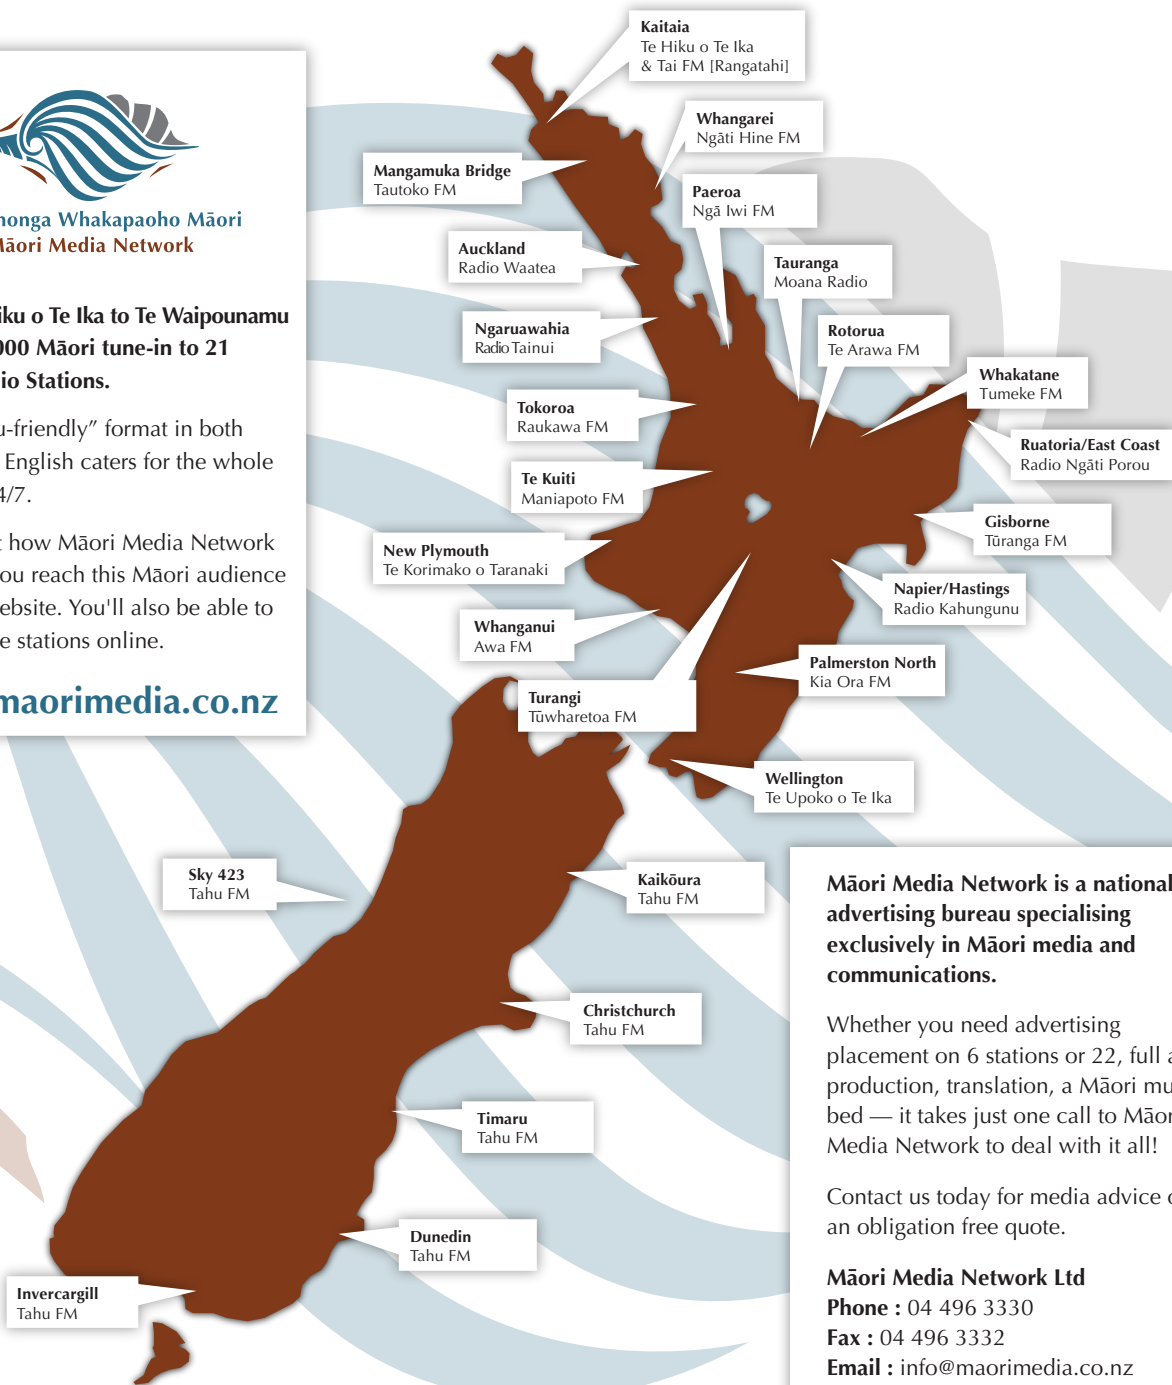 Kaitaia
Te Hiku o Te Ika
& Tai FM [Rangatahi]
Whangarei
Ngāti Hine FM
Mangamuka Bridge
Tautoko FM
Paeroa
Ngā Iwi FM
Auckland
Radio Waatea
Tauranga
Moana Radio
Ngaruawahia
Radio Tainui
Rotorua
Te Arawa FM
Whakatane
Tumeke FM
Tokoroa
Raukawa FM
Ruatoria/East Coast
Radio Ngāti Porou
Te Kuiti
Maniapoto FM
Gisborne
Tūranga FM
New Plymouth
Te Korimako o Taranaki
Napier/Hastings
Radio Kahungunu
Whanganui
Awa FM
Palmerston North
Kia Ora FM
Turangi
Tūwharetoa FM
Wellington
Te Upoko o Te Ika
Sky 423
Tahu FM
Kaikōura
Tahu FM
Christchurch
Tahu FM
Timaru
Tahu FM
Dunedin
Tahu FM
Invercargill
Tahu FM
Whakapaoho Māori
Māori Media Network
o Te Ika to Te Waipounamu
000 Māori tune-in to 21
Stations.
-friendly” format in both
English caters for the whole
/7.
how Māori Media Network
you reach this Māori audience
website. You'll also be able to
stations online.
maorimedia.co.nz
Māori Media Network is a national
advertising bureau specialising
exclusively in Māori media and
communications.
Whether you need advertising
placement on 6 stations or 22, full
production, translation, a Māori
bed — it takes just one call to Māori
Media Network to deal with it all!
Contact us today for media advice
an obligation free quote.
Māori Media Network Ltd
Phone : 04 496 3330
Fax : 04 496 3332
Email : info@maorimedia.co.nz